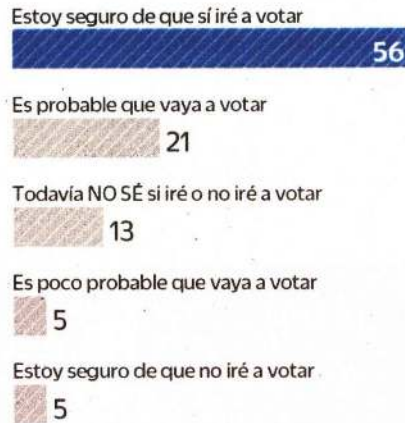 Estoy seguro de que sí iré a votar
56
Es probable que vaya a votar
21
Todavía NO SÉ si iré o no iré a votar
13
Es poco probable que vaya a votar
5
Estoy seguro de que no iré a votar
5